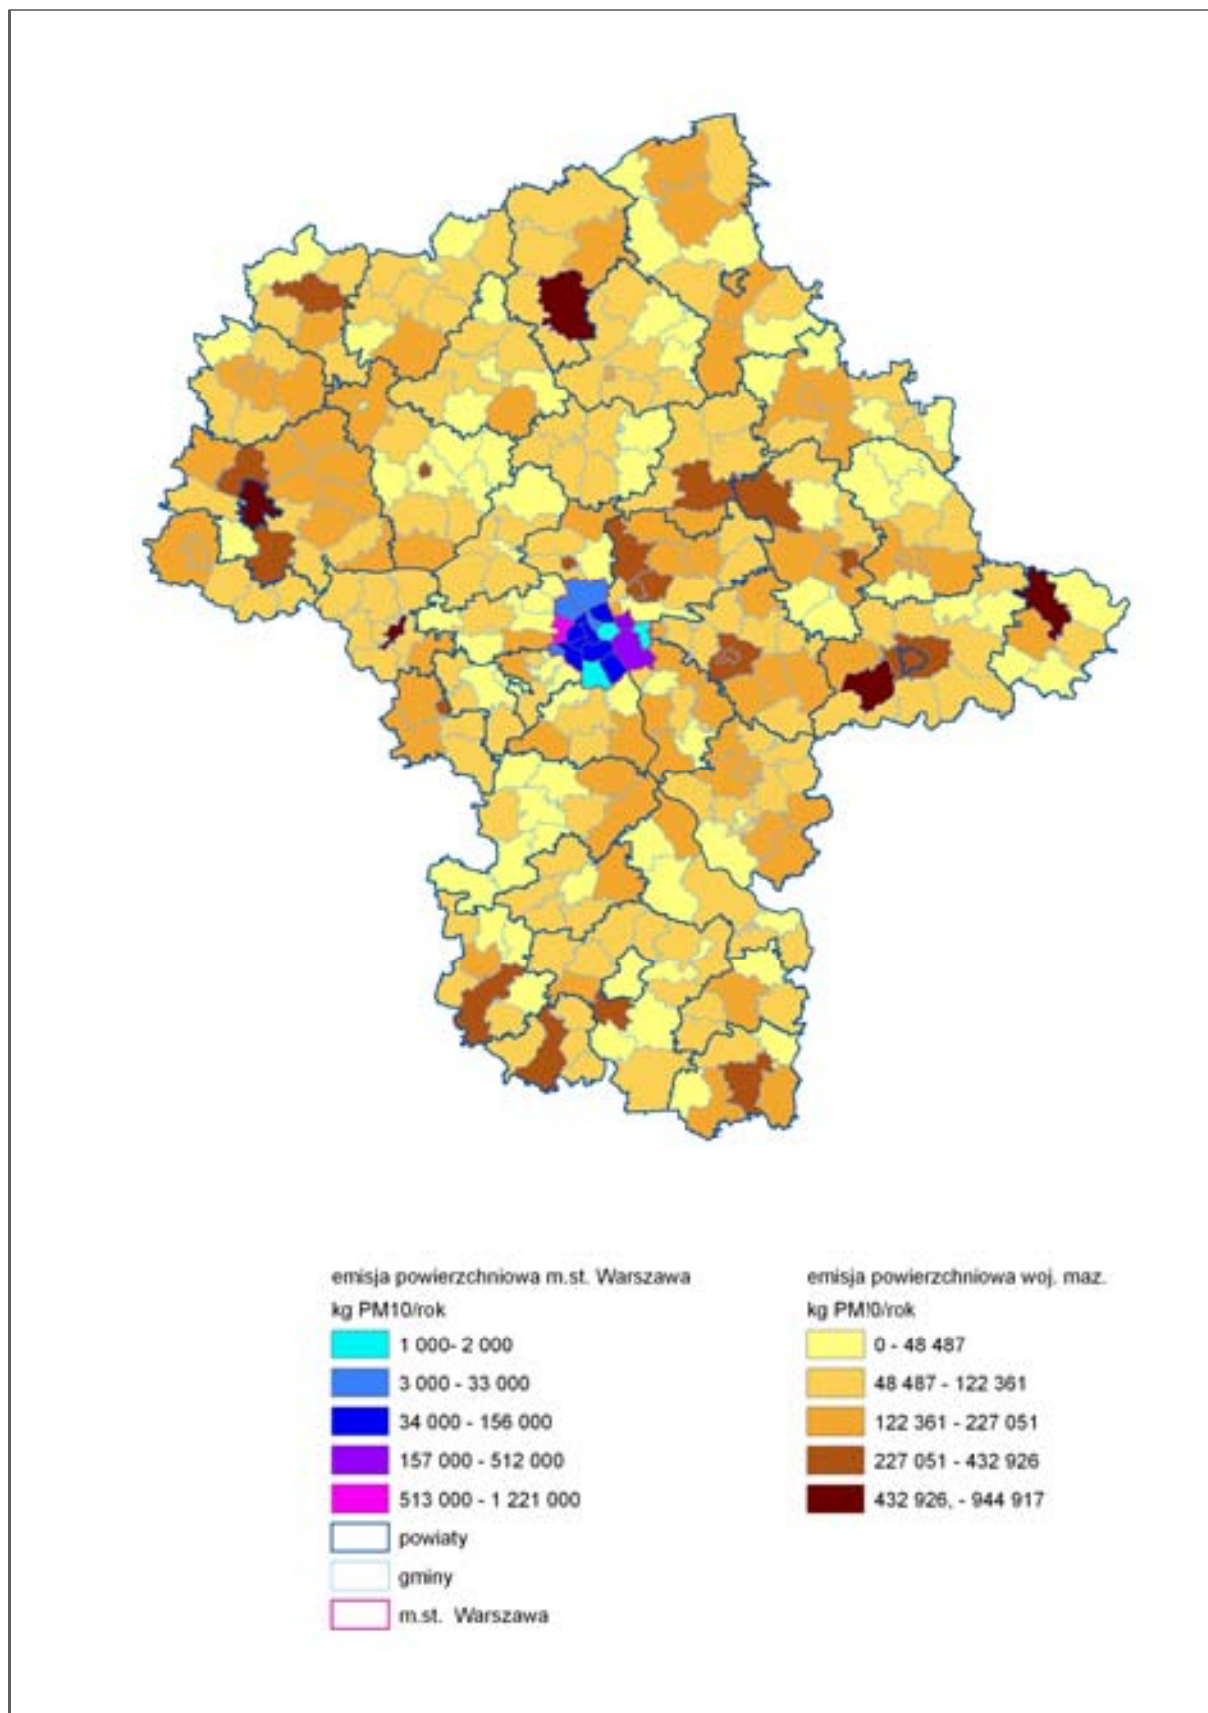 emisja powierzchniowa m.st. Warszawa
kg PM10/rok
1 000- 2 000
3 000 - 33 000
34 000 - 156 000
157 000 - 512 000
513 000 - 1 221 000
powiaty
gminy
m.st. Warszawa
emisja powierzchniowa woj. maz.
kg PM!0/rok
0 - 48 487
48 487 - 122 361
122 361 - 227 051
227 051 - 432 926
432 926, - 944 917